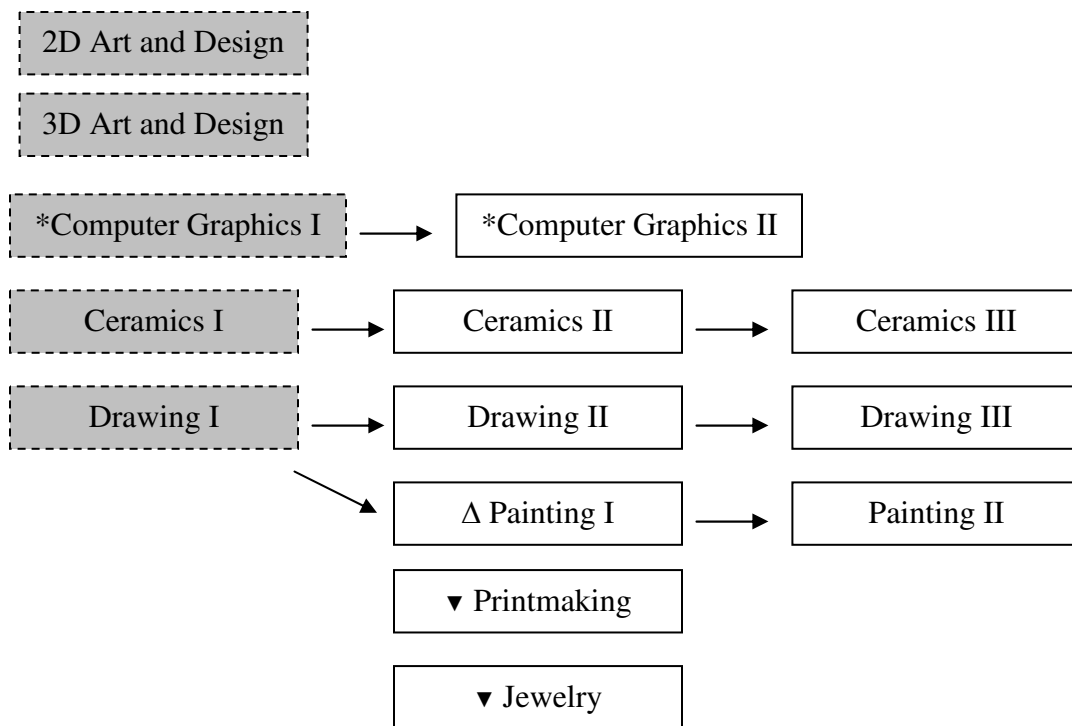 2D Art and Design
3D Art and Design
*Computer Graphics I
*Computer Graphics II
Ceramics I
Ceramics II
Ceramics III
Drawing I
Drawing II
Drawing III
Δ Painting I
Painting II
▼ Printmaking
▼ Jewelry